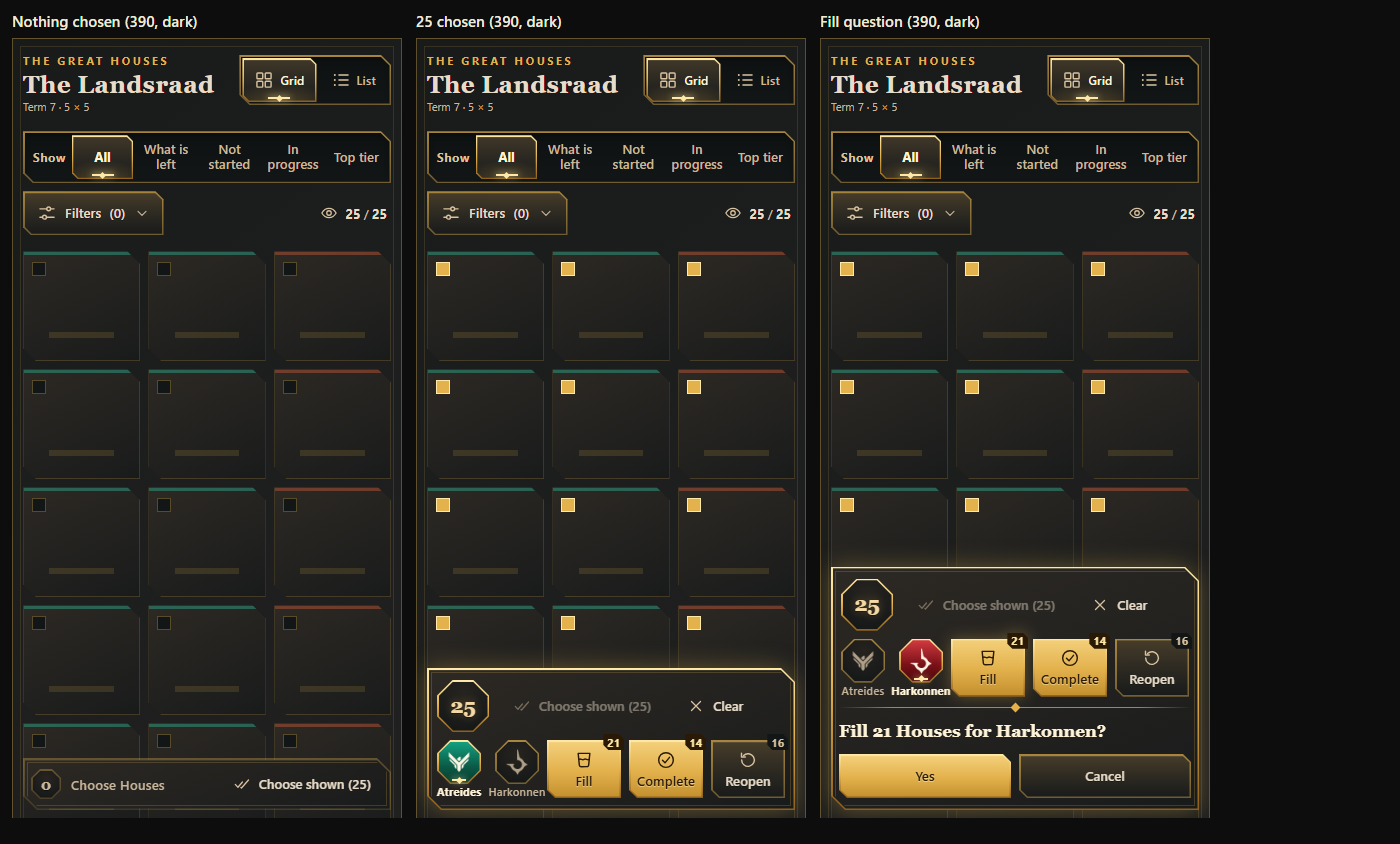 Nothing chosen (390, dark)
THE GREAT HOUSES
The Landsraad
Term 7 · 5 × 5
Grid
List
Show
All
What is left
Not started
In progress
Top tier
Filters (0)
25 / 25
0
Choose Houses
Choose shown (25)
25 chosen (390, dark)
THE GREAT HOUSES
The Landsraad
Term 7 · 5 × 5
Grid
List
Show
All
What is left
Not started
In progress
Top tier
Filters (0)
25 / 25
25
Choose shown (25)
Clear
Atreides
Harkonnen
21
Fill
14
Complete
16
Reopen
Fill question (390, dark)
THE GREAT HOUSES
The Landsraad
Term 7 · 5 × 5
Grid
List
Show
All
What is left
Not started
In progress
Top tier
Filters (0)
25 / 25
25
Choose shown (25)
Clear
Atreides
Harkonnen
21
Fill
14
Complete
16
Reopen
Fill 21 Houses for Harkonnen?
Yes
Cancel